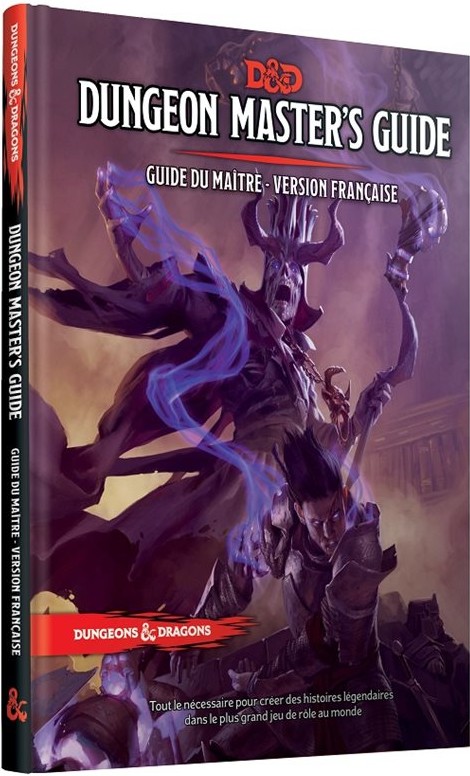 DUNGEONS & DRAGONS
DUNGEON MASTER'S GUIDE
GUIDE DU MAÎTRE - VERSION FRANÇAISE
&
D&D
DUNGEON MASTER'S GUIDE
GUIDE DU MAÎTRE - VERSION FRANÇAISE
DUNGEONS & DRAGONS
Tout le nécessaire pour créer des histoires légendaires
dans le plus grand jeu de rôle au monde